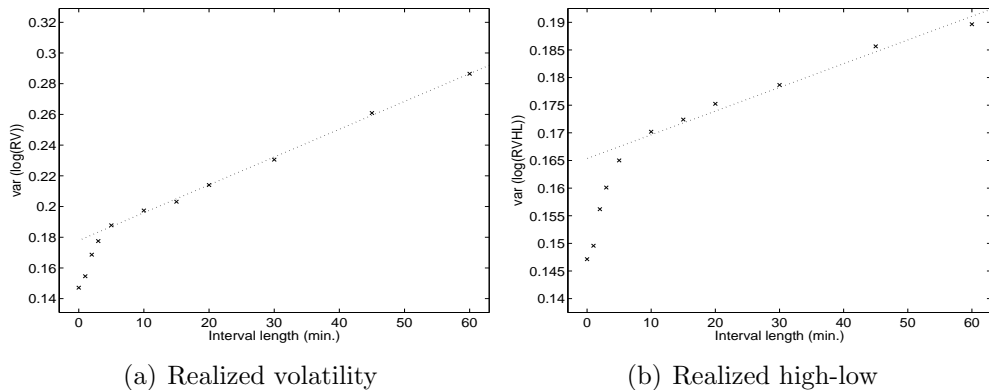 0.32
0.3
0.28
0.26
0.24
0.22
0.2
0.18
0.16
0.14
var (log(RV))
0 10 20 30 40 50 60
Interval length (min.)
(a) Realized volatility
0.19
0.185
0.18
0.175
0.17
0.165
0.16
0.155
0.15
0.145
0.14
var (log(RVHL))
0 10 20 30 40 50 60
Interval length (min.)
(b) Realized high-low